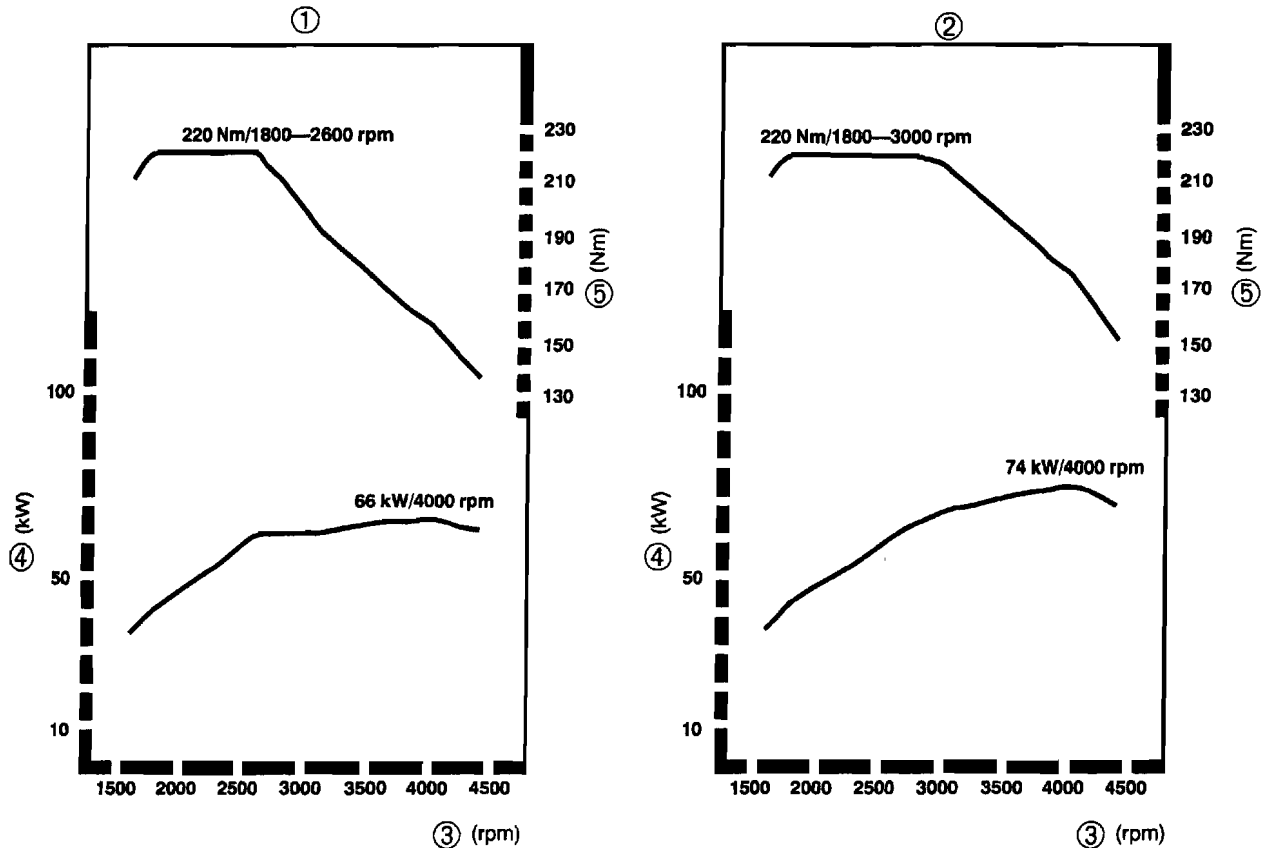 ①
220 Nm/1800—2600 rpm
230
210
190
170
150
130
⑤ (Nm)
100
50
10
④ (kW)
66 kW/4000 rpm
1500 2000 2500 3000 3500 4000 4500
③ (rpm)
②
220 Nm/1800—3000 rpm
230
210
190
170
150
130
⑤ (Nm)
100
50
10
④ (kW)
74 kW/4000 rpm
1500 2000 2500 3000 3500 4000 4500
③ (rpm)